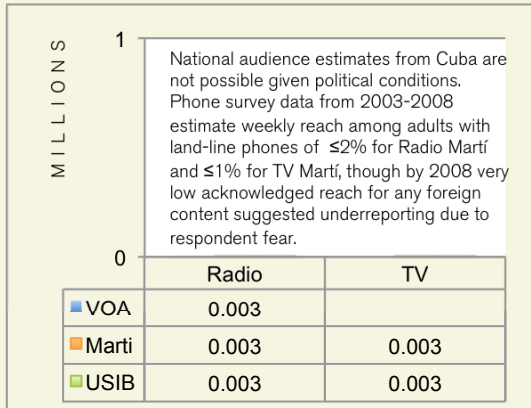 MILLIONS
1
National audience estimates from Cuba are
not possible given political conditions.
Phone survey data from 2003-2008
estimate weekly reach among adults with
land-line phones of ≤2% for Radio Martí
and ≤1% for TV Martí, though by 2008 very
low acknowledged reach for any foreign
content suggested underreporting due to
respondent fear.
0
Radio TV
VOA 0.003
Marti 0.003 0.003
USIB 0.003 0.003